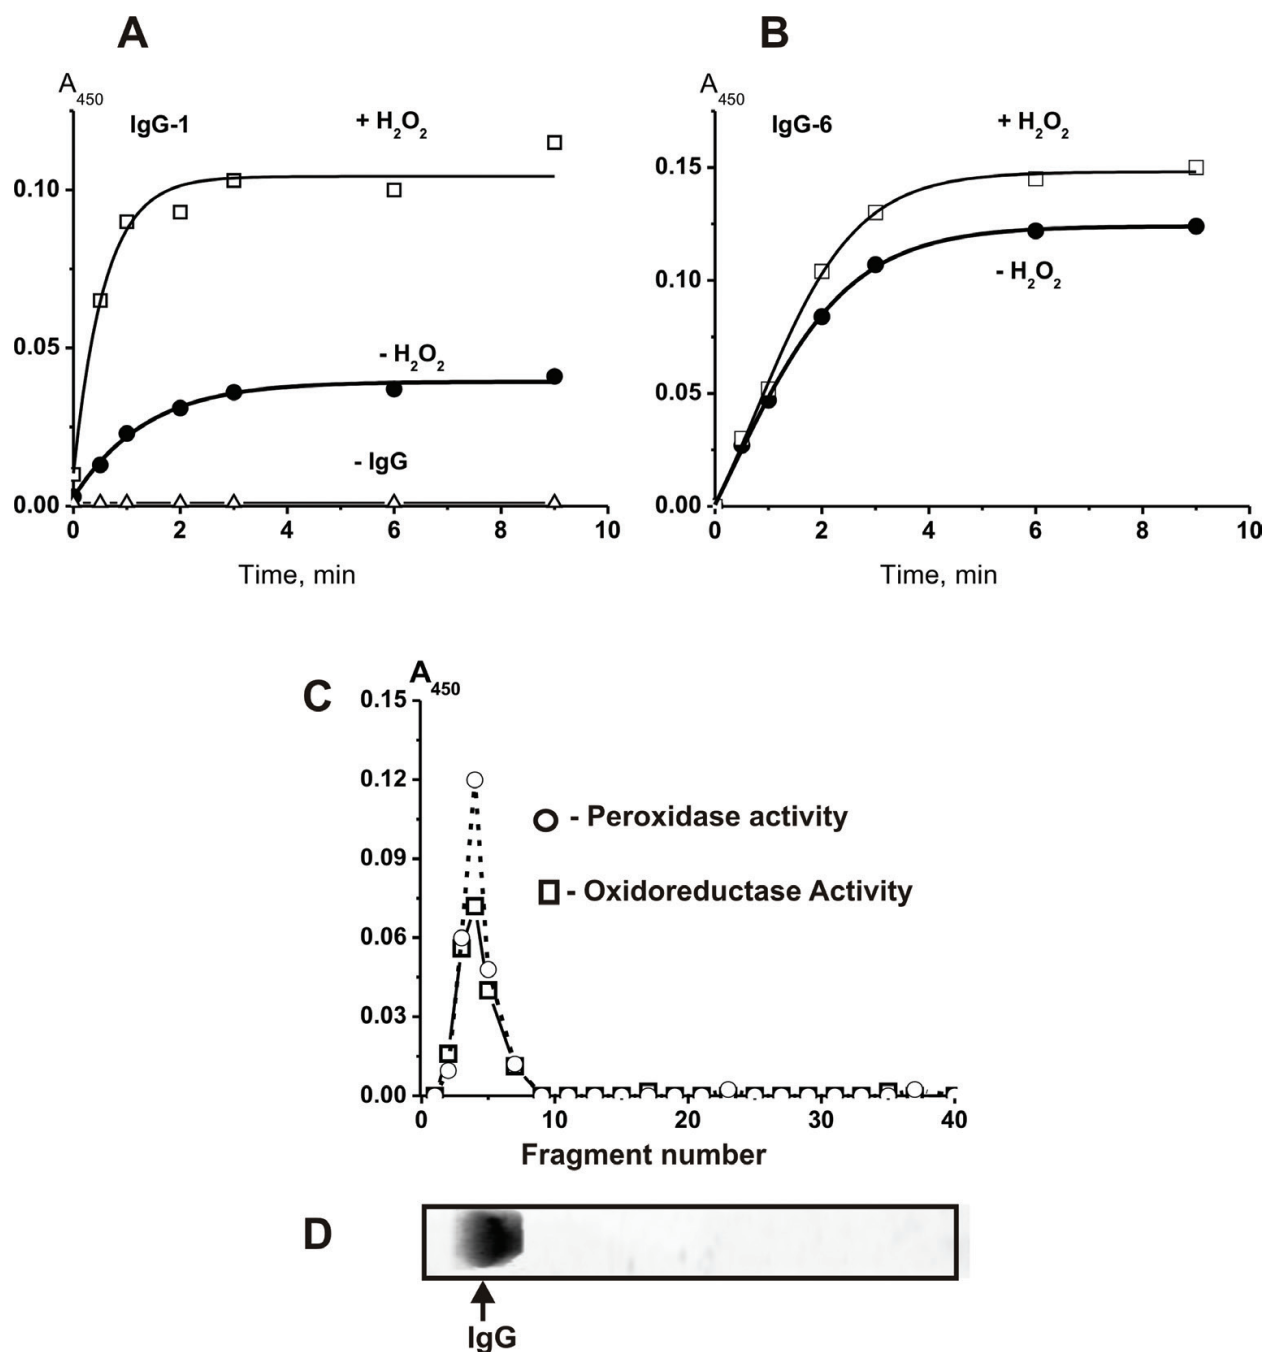 A
B
A450
IgG-1
+ H2O2
0.10
0.05
0.00
- H2O2
- IgG
0 2 4 6 8 10
Time, min
A450
IgG-6
+ H2O2
0.15
0.10
0.05
0.00
- H2O2
0 2 4 6 8 10
Time, min
C
A450
0.15
0.12
0.09
0.06
0.03
0.00
- Peroxidase activity
- Oxidoreductase Activity
0 10 20 30 40
Fragment number
D
IgG